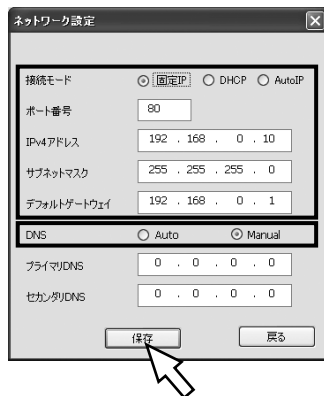 ネットワーク設定
接続モード 固定IP DHCP AutoIP
ポート番号 80
IPv4アドレス 192 . 168 . 0 . 10
サブネットマスク 255 . 255 . 255 . 0
デフォルトゲートウェイ 192 . 168 . 0 . 1
DNS Auto Manual
プライマリDNS 0 . 0 . 0 . 0
セカンダリDNS 0 . 0 . 0 . 0
保存 戻る